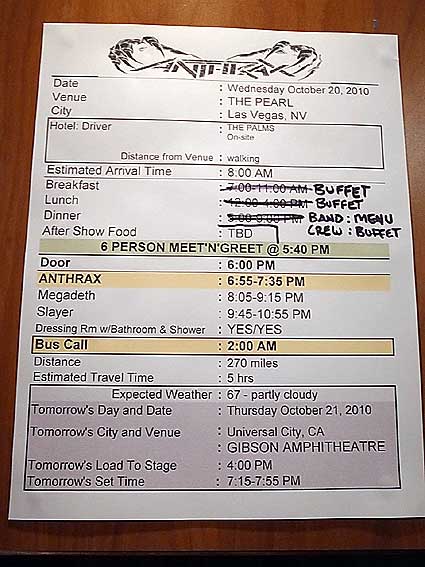 ANTHRAX
Date : Wednesday October 20, 2010
Venue : THE PEARL
City : Las Vegas, NV
Hotel: Driver : THE PALMS
On-site
Distance from Venue : walking
Estimated Arrival Time : 8:00 AM
Breakfast : 7:00-11:00 AM BUFFET
Lunch : 12:00-4:00 PM BUFFET
Dinner : 5:00-9:00 PM BAND: MENU
After Show Food : TBD CREW: BUFFET
6 PERSON MEET'N'GREET @ 5:40 PM
Door : 6:00 PM
ANTHRAX : 6:55-7:35 PM
Megadeth : 8:05-9:15 PM
Slayer : 9:45-10:55 PM
Dressing Rm w/Bathroom & Shower : YES/YES
Bus Call : 2:00 AM
Distance : 270 miles
Estimated Travel Time : 5 hrs
Expected Weather : 67 - partly cloudy
Tomorrow's Day and Date : Thursday October 21, 2010
Tomorrow's City and Venue : Universal City, CA
: GIBSON AMPHITHEATRE
Tomorrow's Load To Stage : 4:00 PM
Tomorrow's Set Time : 7:15-7:55 PM